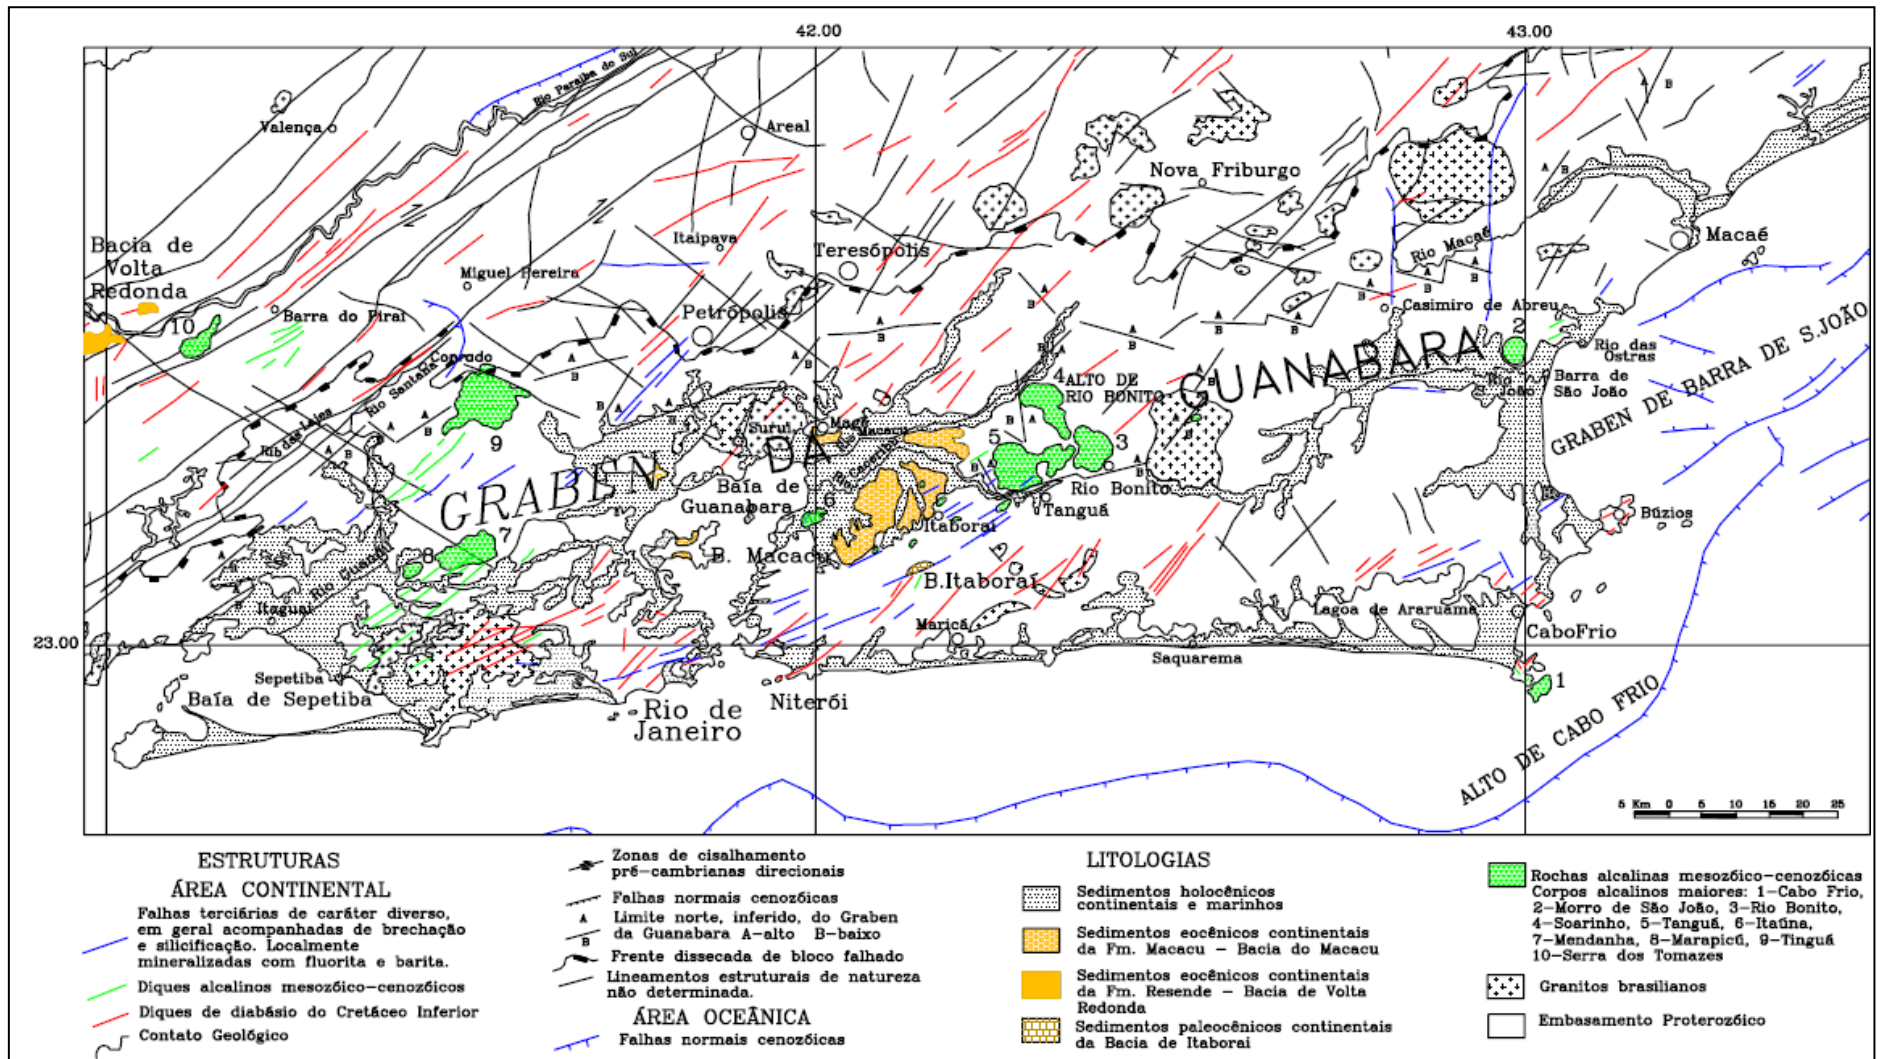 42.00
43.00
Rio Paraíba do Sul
Valença
Areal
Nova Friburgo
Macaé
Rio Macaé
Itaipava
Teresópolis
Bacia de
Volta
Redonda
Miguel Pereira
10
Barra do Piraí
Petrópolis
Casimiro de Abreu
GRABEN DA GUANABARA
2
Rio das
Ostras
GRABEN DE BARRA DE S.JOÃO
Conrado
Rio Santana
4
ALTO DE
RIO BONITO
Rio S. João
Barra de
São João
Rib das Lajes
9
Suruí
Magé
Rio Macacu
Rio Caceribu
5
3
Rio Bonito
Baía de
Guanabara
6
Tanguá
Itaboraí
Búzios
7
8
B. Macacu
Rio Guandu
B.Itaboraí
Itaguaí
Lagoa de Araruama
23.00
Maricá
CaboFrio
Saquarema
Sepetiba
Baía de Sepetiba
Niterói
1
Rio de
Janeiro
ALTO DE CABO FRIO
5 Km 0 5 10 15 20 25
ESTRUTURAS
ÁREA CONTINENTAL
Falhas terciárias de caráter diverso,
em geral acompanhadas de brechação
e silicificação. Localmente
mineralizadas com fluorita e barita.
Diques alcalinos mesozóico-cenozóicos
Diques de diabásio do Cretáceo Inferior
Contato Geológico
Zonas de cisalhamento
pré-cambrianas direcionais
Falhas normais cenozóicas
A
B
Limite norte, inferido, do Graben
da Guanabara A-alto B-baixo
Frente dissecada de bloco falhado
Lineamentos estruturais de natureza
não determinada.
ÁREA OCEÂNICA
Falhas normais cenozóicas
LITOLOGIAS
Sedimentos holocênicos
continentais e marinhos
Sedimentos eocênicos continentais
da Fm. Macacu - Bacia do Macacu
Sedimentos eocênicos continentais
da Fm. Resende - Bacia de Volta
Redonda
Sedimentos paleocênicos continentais
da Bacia de Itaboraí
Rochas alcalinas mesozóico-cenozóicas
Corpos alcalinos maiores: 1-Cabo Frio,
2-Morro de São João, 3-Rio Bonito,
4-Soarinho, 5-Tanguá, 6-Itaúna,
7-Mendanha, 8-Marapicú, 9-Tinguá
10-Serra dos Tomazes
Granitos brasilianos
Embasamento Proterozóico